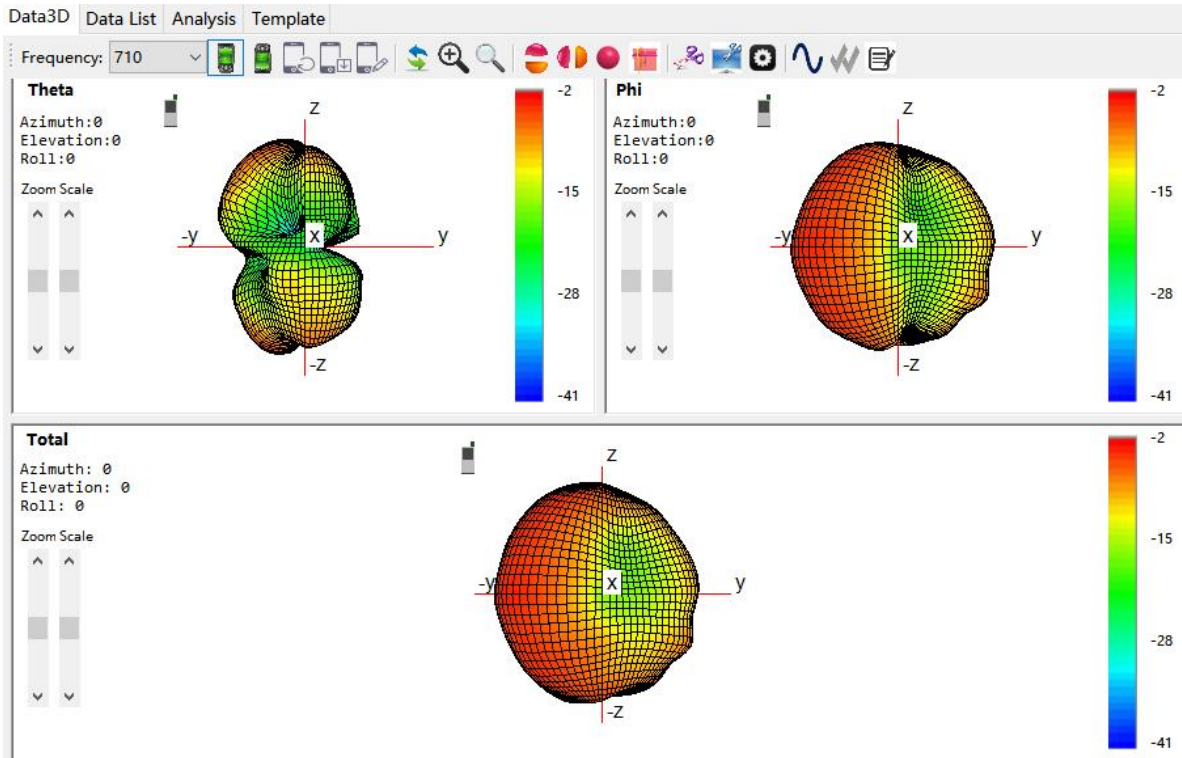 Data3D Data List Analysis Template
Frequency: 710
Theta
Azimuth:0
Elevation:0
Roll:0
Zoom Scale
z
-y
x
y
-z
-2
-15
-28
-41
Phi
Azimuth:0
Elevation:0
Roll:0
Zoom Scale
z
-y
x
y
-z
-2
-15
-28
-41
Total
Azimuth: 0
Elevation: 0
Roll: 0
Zoom Scale
z
-y
x
y
-z
-2
-15
-28
-41